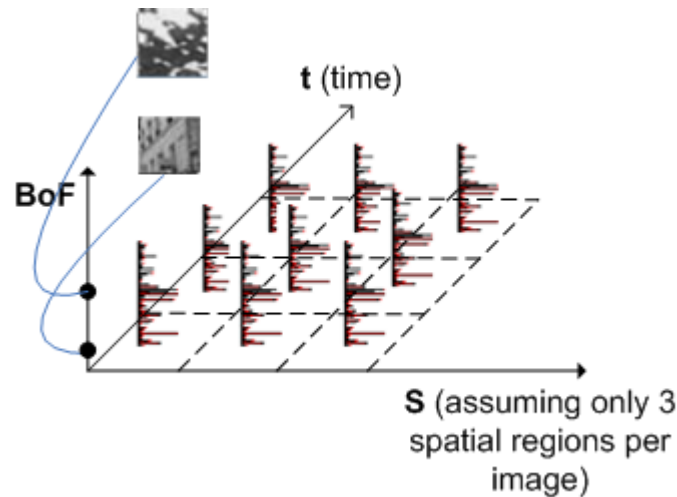 t (time)
BoF
S (assuming only 3
spatial regions per
image)